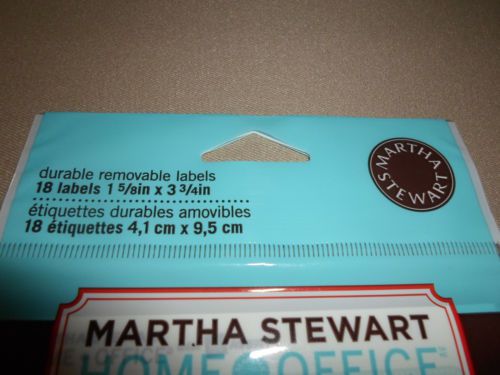 durable removable labels
18 labels 1 5/8in x 3 3/4in
étiquettes durables amovibles
18 étiquettes 4,1 cm x 9,5 cm
MARTHA
STEWART
MARTHA STEWART
HOME OFFICE